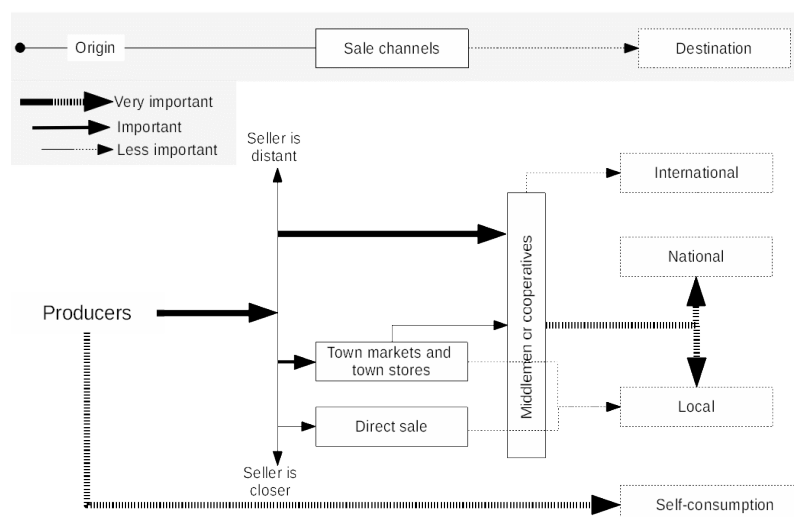 Origin
Sale channels
Destination
Very important
Important
Less important
Seller is
distant
International
National
Middlemen or cooperatives
Producers
Town markets and
town stores
Direct sale
Local
Seller is
closer
Self-consumption